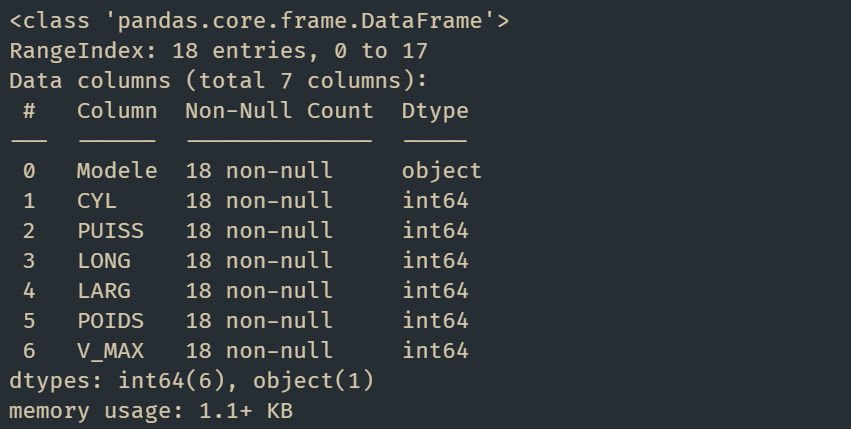 <class 'pandas.core.frame.DataFrame'>
RangeIndex: 18 entries, 0 to 17
Data columns (total 7 columns):
 #   Column  Non-Null Count  Dtype
---  ------  --------------  -----
 0   Modele  18 non-null     object
 1   CYL     18 non-null     int64
 2   PUISS   18 non-null     int64
 3   LONG    18 non-null     int64
 4   LARG    18 non-null     int64
 5   POIDS   18 non-null     int64
 6   V_MAX   18 non-null     int64
dtypes: int64(6), object(1)
memory usage: 1.1+ KB